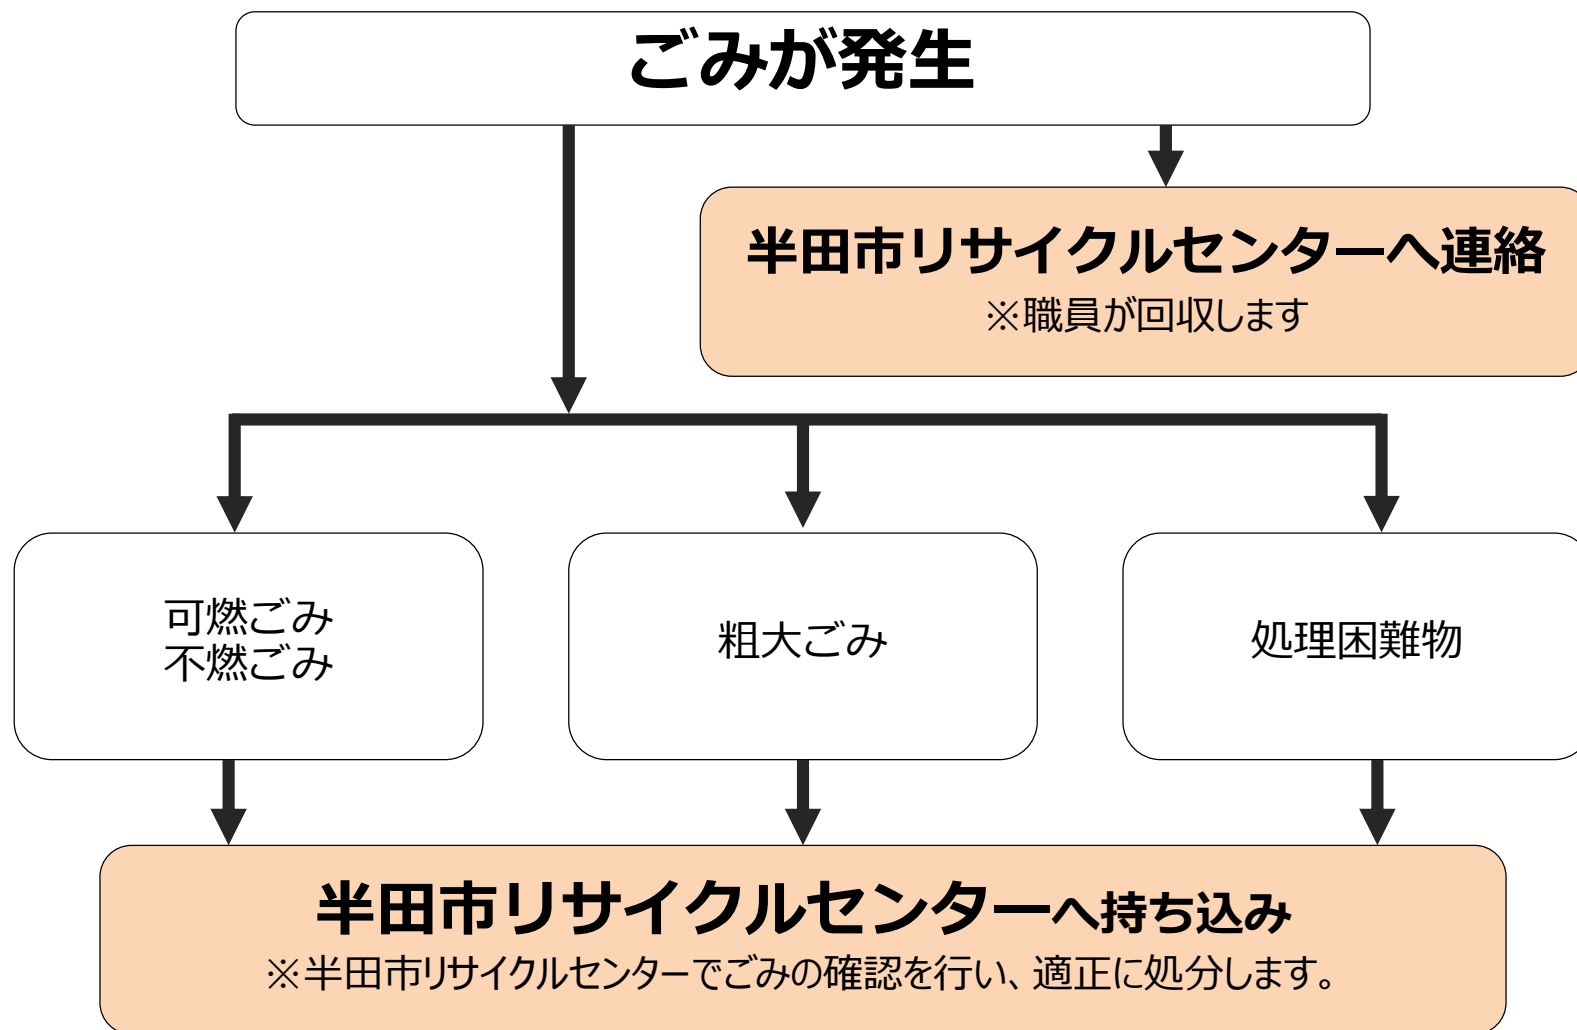 ごみが発生
半田市リサイクルセンターへ連絡
※職員が回収します
可燃ごみ
不燃ごみ
粗大ごみ
処理困難物
半田市リサイクルセンターへ持ち込み
※半田市リサイクルセンターでごみの確認を行い、適正に処分します。